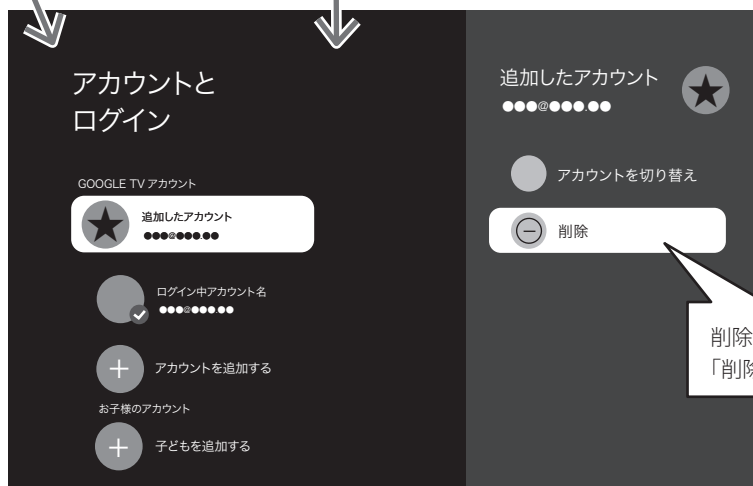 アカウントと
ログイン
GOOGLE TV アカウント
追加したアカウント
●●●@●●●.●●
ログイン中アカウント名
●●●@●●●.●●
アカウントを追加する
お子様のアカウント
子どもを追加する
追加したアカウント
●●●@●●●.●●
アカウントを切り替え
削除
削除
「削除